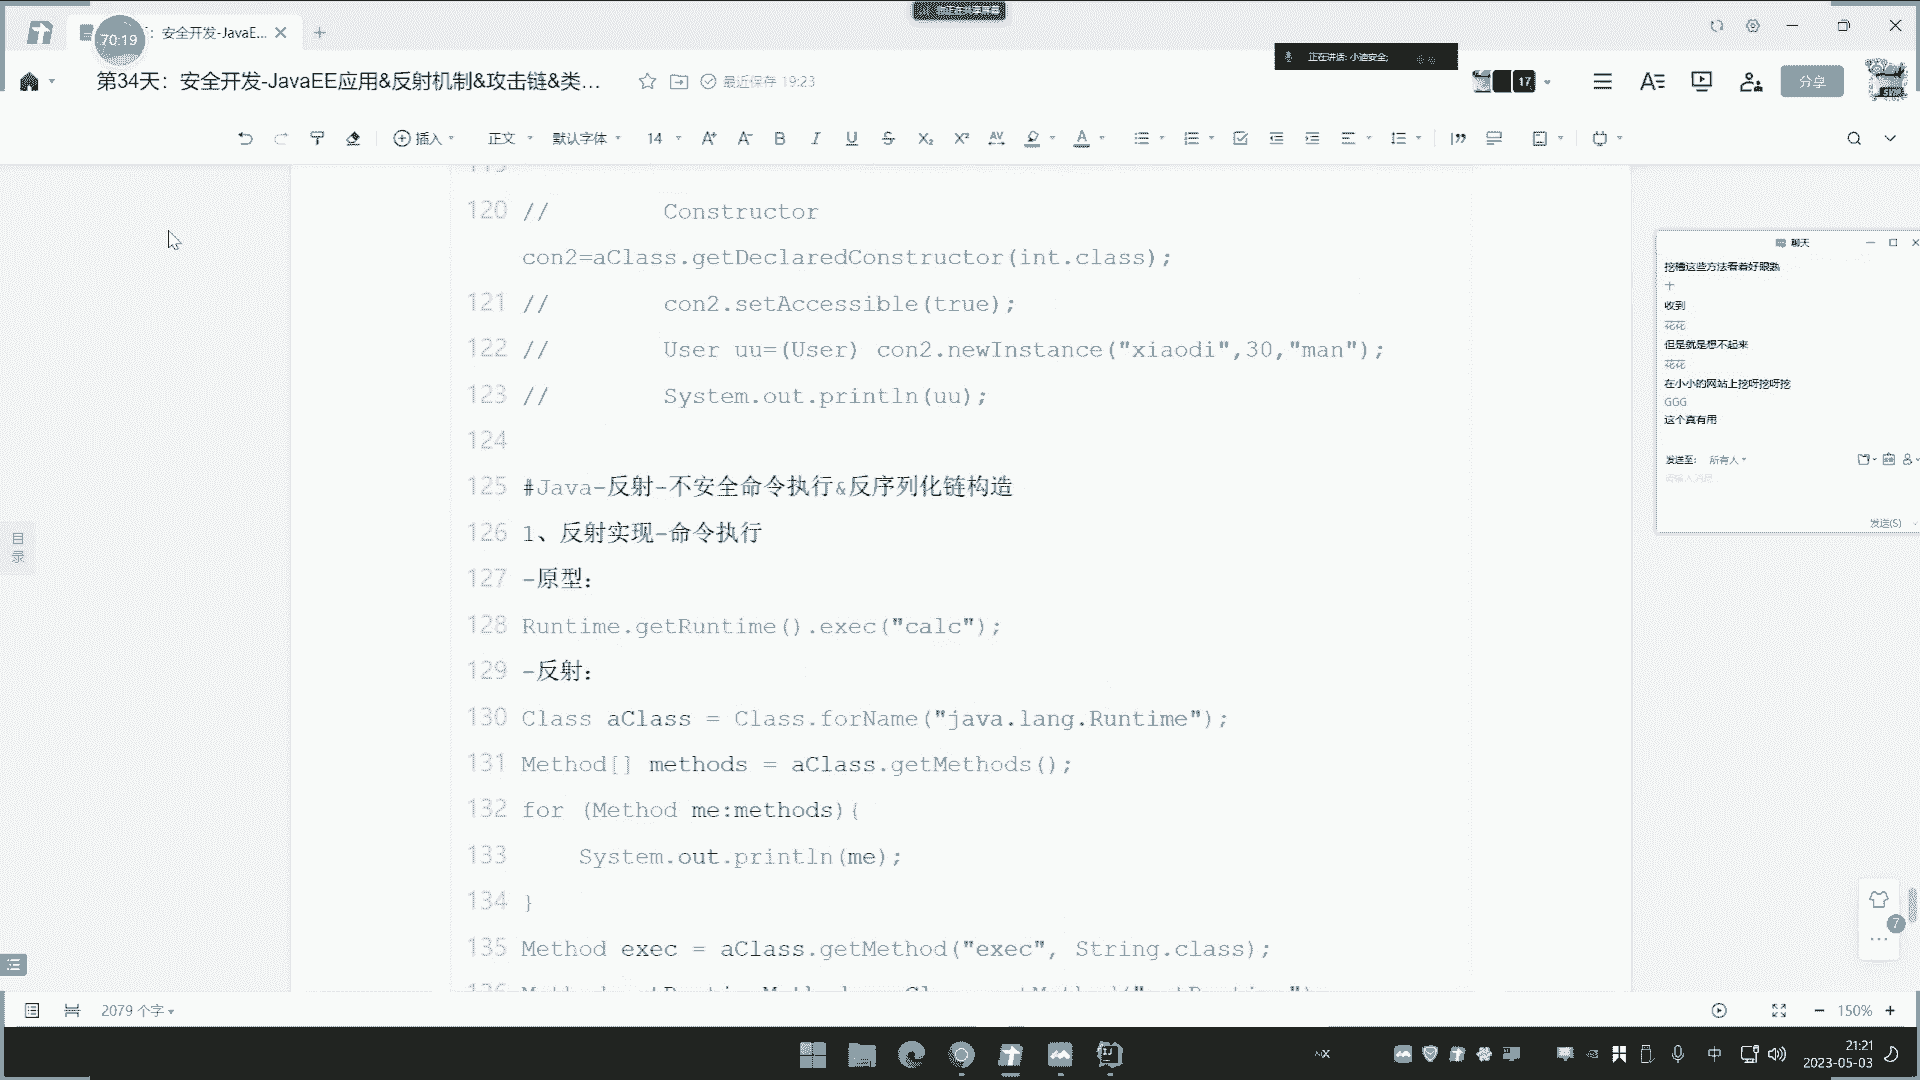 70:19
：安全开发-JavaE...
正在讲话: 小迪安全;
第34天：安全开发-JavaEE应用&反射机制&攻击链&类...
最近保存 19:23
17
分享
插入
正文
默认字体
14
120 // Constructor
con2=aClass.getDeclaredConstructor(int.class);
121 // con2.setAccessible(true);
122 // User uu=(User) con2.newInstance("xiaodi",30,"man");
123 // System.out.println(uu);
124
125 #Java-反射-不安全命令执行&反序列化链构造
126 1、反射实现-命令执行
127 -原型：
128 Runtime.getRuntime().exec("calc");
129 -反射：
130 Class aClass = Class.forName("java.lang.Runtime");
131 Method[] methods = aClass.getMethods();
132 for (Method me:methods){
133 System.out.println(me);
134 }
135 Method exec = aClass.getMethod("exec", String.class);
目录
聊天
挖槽这些方法看着好眼熟
十
收到
花花
但是就是想不起来
花花
在小小的网站上挖呀挖呀挖
GGG
这个真有用
发送至: 所有人
请输入消息...
发送(S)
7
2079 个字
150%
中
21:21
2023-05-03